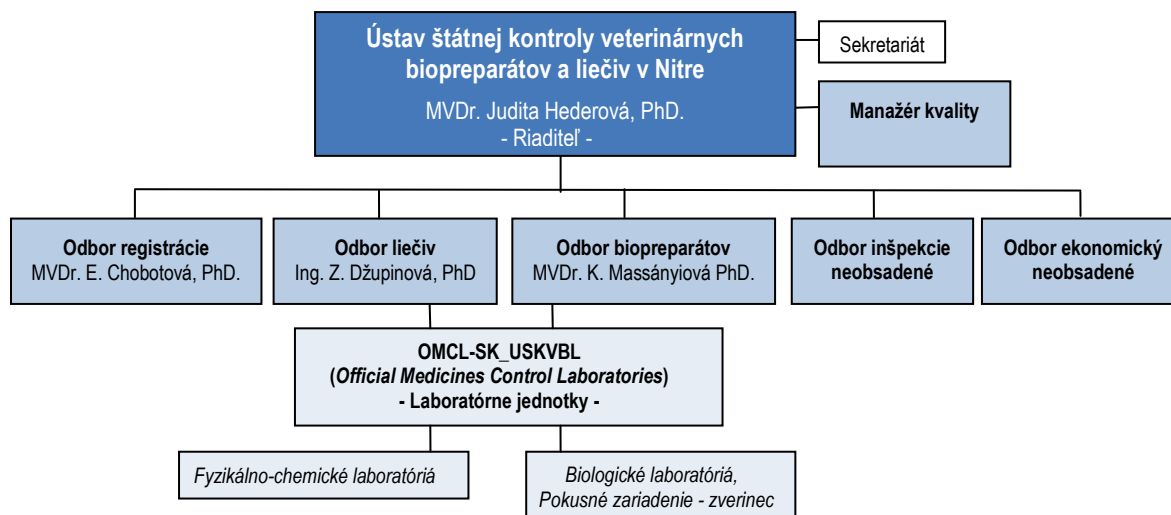 Ústav štátnej kontroly veterinárnych
biopreparátov a liečiv v Nitre
MVDr. Judita Hederová, PhD.
- Riaditeľ -
Sekretariát
Manažér kvality
Odbor registrácie
MVDr. E. Chobotová, PhD.
Odbor liečiv
Ing. Z. Džupinová, PhD
Odbor biopreparátov
MVDr. K. Massányiová PhD.
Odbor inšpekcie
neobsadené
Odbor ekonomický
neobsadené
OMCL-SK_USKVBL
(Official Medicines Control Laboratories)
- Laboratórne jednotky -
Fyzikálno-chemické laboratóriá
Biologické laboratóriá,
Pokusné zariadenie - zverinec